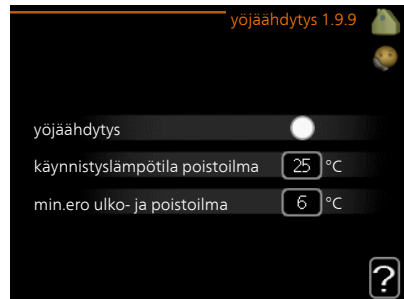 yöjäähdytys 1.9.9
yöjäähdytys
käynnistyslämpötila poistoilma 25 °C
min.ero ulko- ja poistoilma 6 °C
?